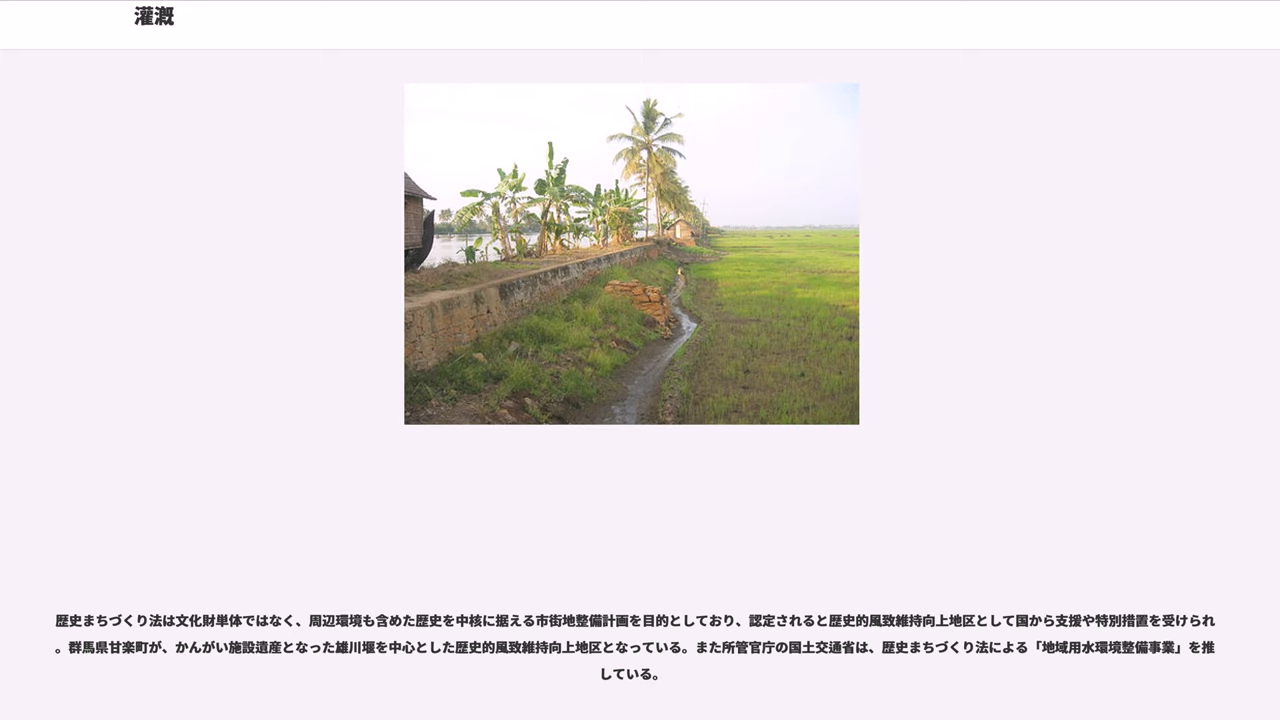 灌漑
歴史まちづくり法は文化財単体ではなく、周辺環境も含めた歴史を中核に据える市街地整備計画を目的としており、認定されると歴史的風致維持向上地区として国から支援や特別措置を受けられ
。群馬県甘楽町が、かんがい施設遺産となった雄川堰を中心とした歴史的風致維持向上地区となっている。また所管官庁の国土交通省は、歴史まちづくり法による「地域用水環境整備事業」を推
している。